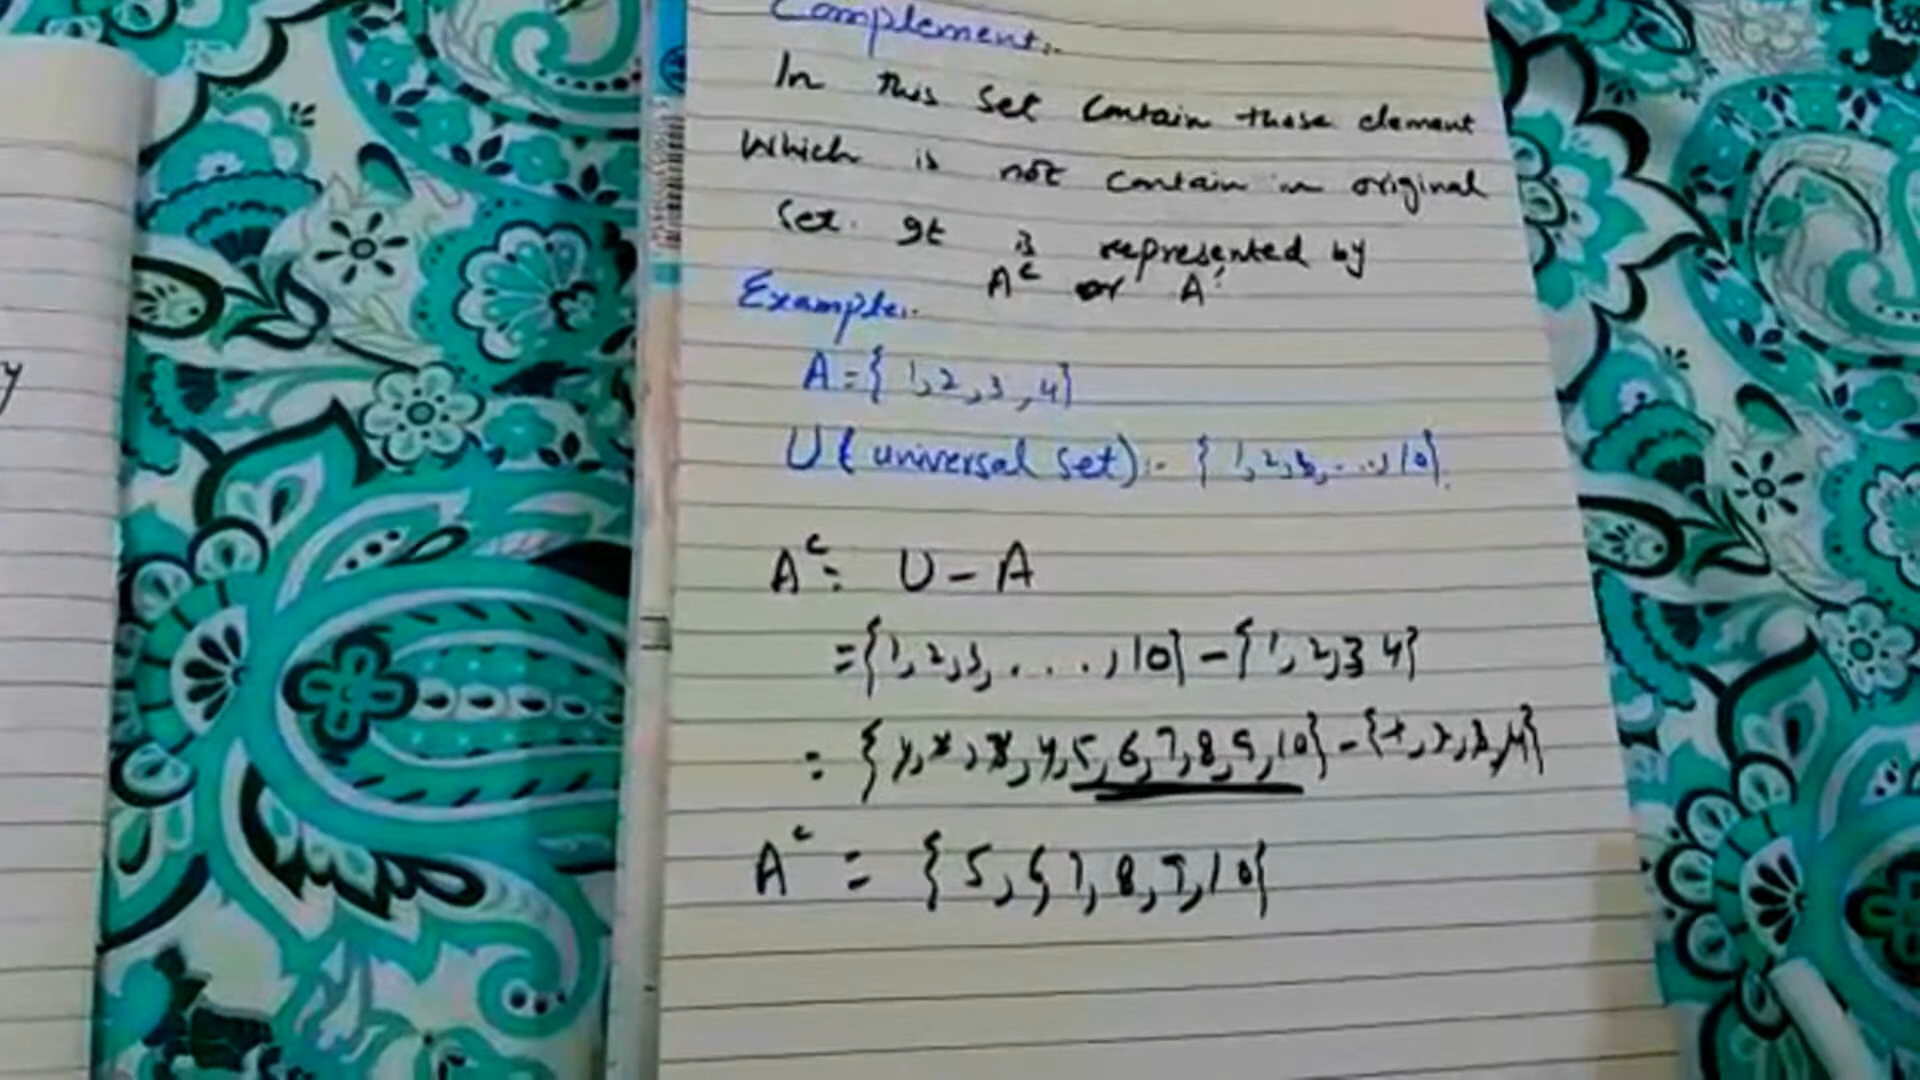 y
Complement:-
In this set contain those element
which is not contain in original
set. It is represented by
A^c or A'
Example:-
A = { 1, 2, 3, 4}
U (universal set):- { 1, 2, 3, ..., 10}.
A^c = U - A
= {1, 2, 3, ...., 10} - {1, 2, 3 4}
= {1, 2, 3, 4, 5, 6, 7, 8, 9, 10} - {1, 2, 3, 4}
A^c = {5, 6, 7, 8, 9, 10}